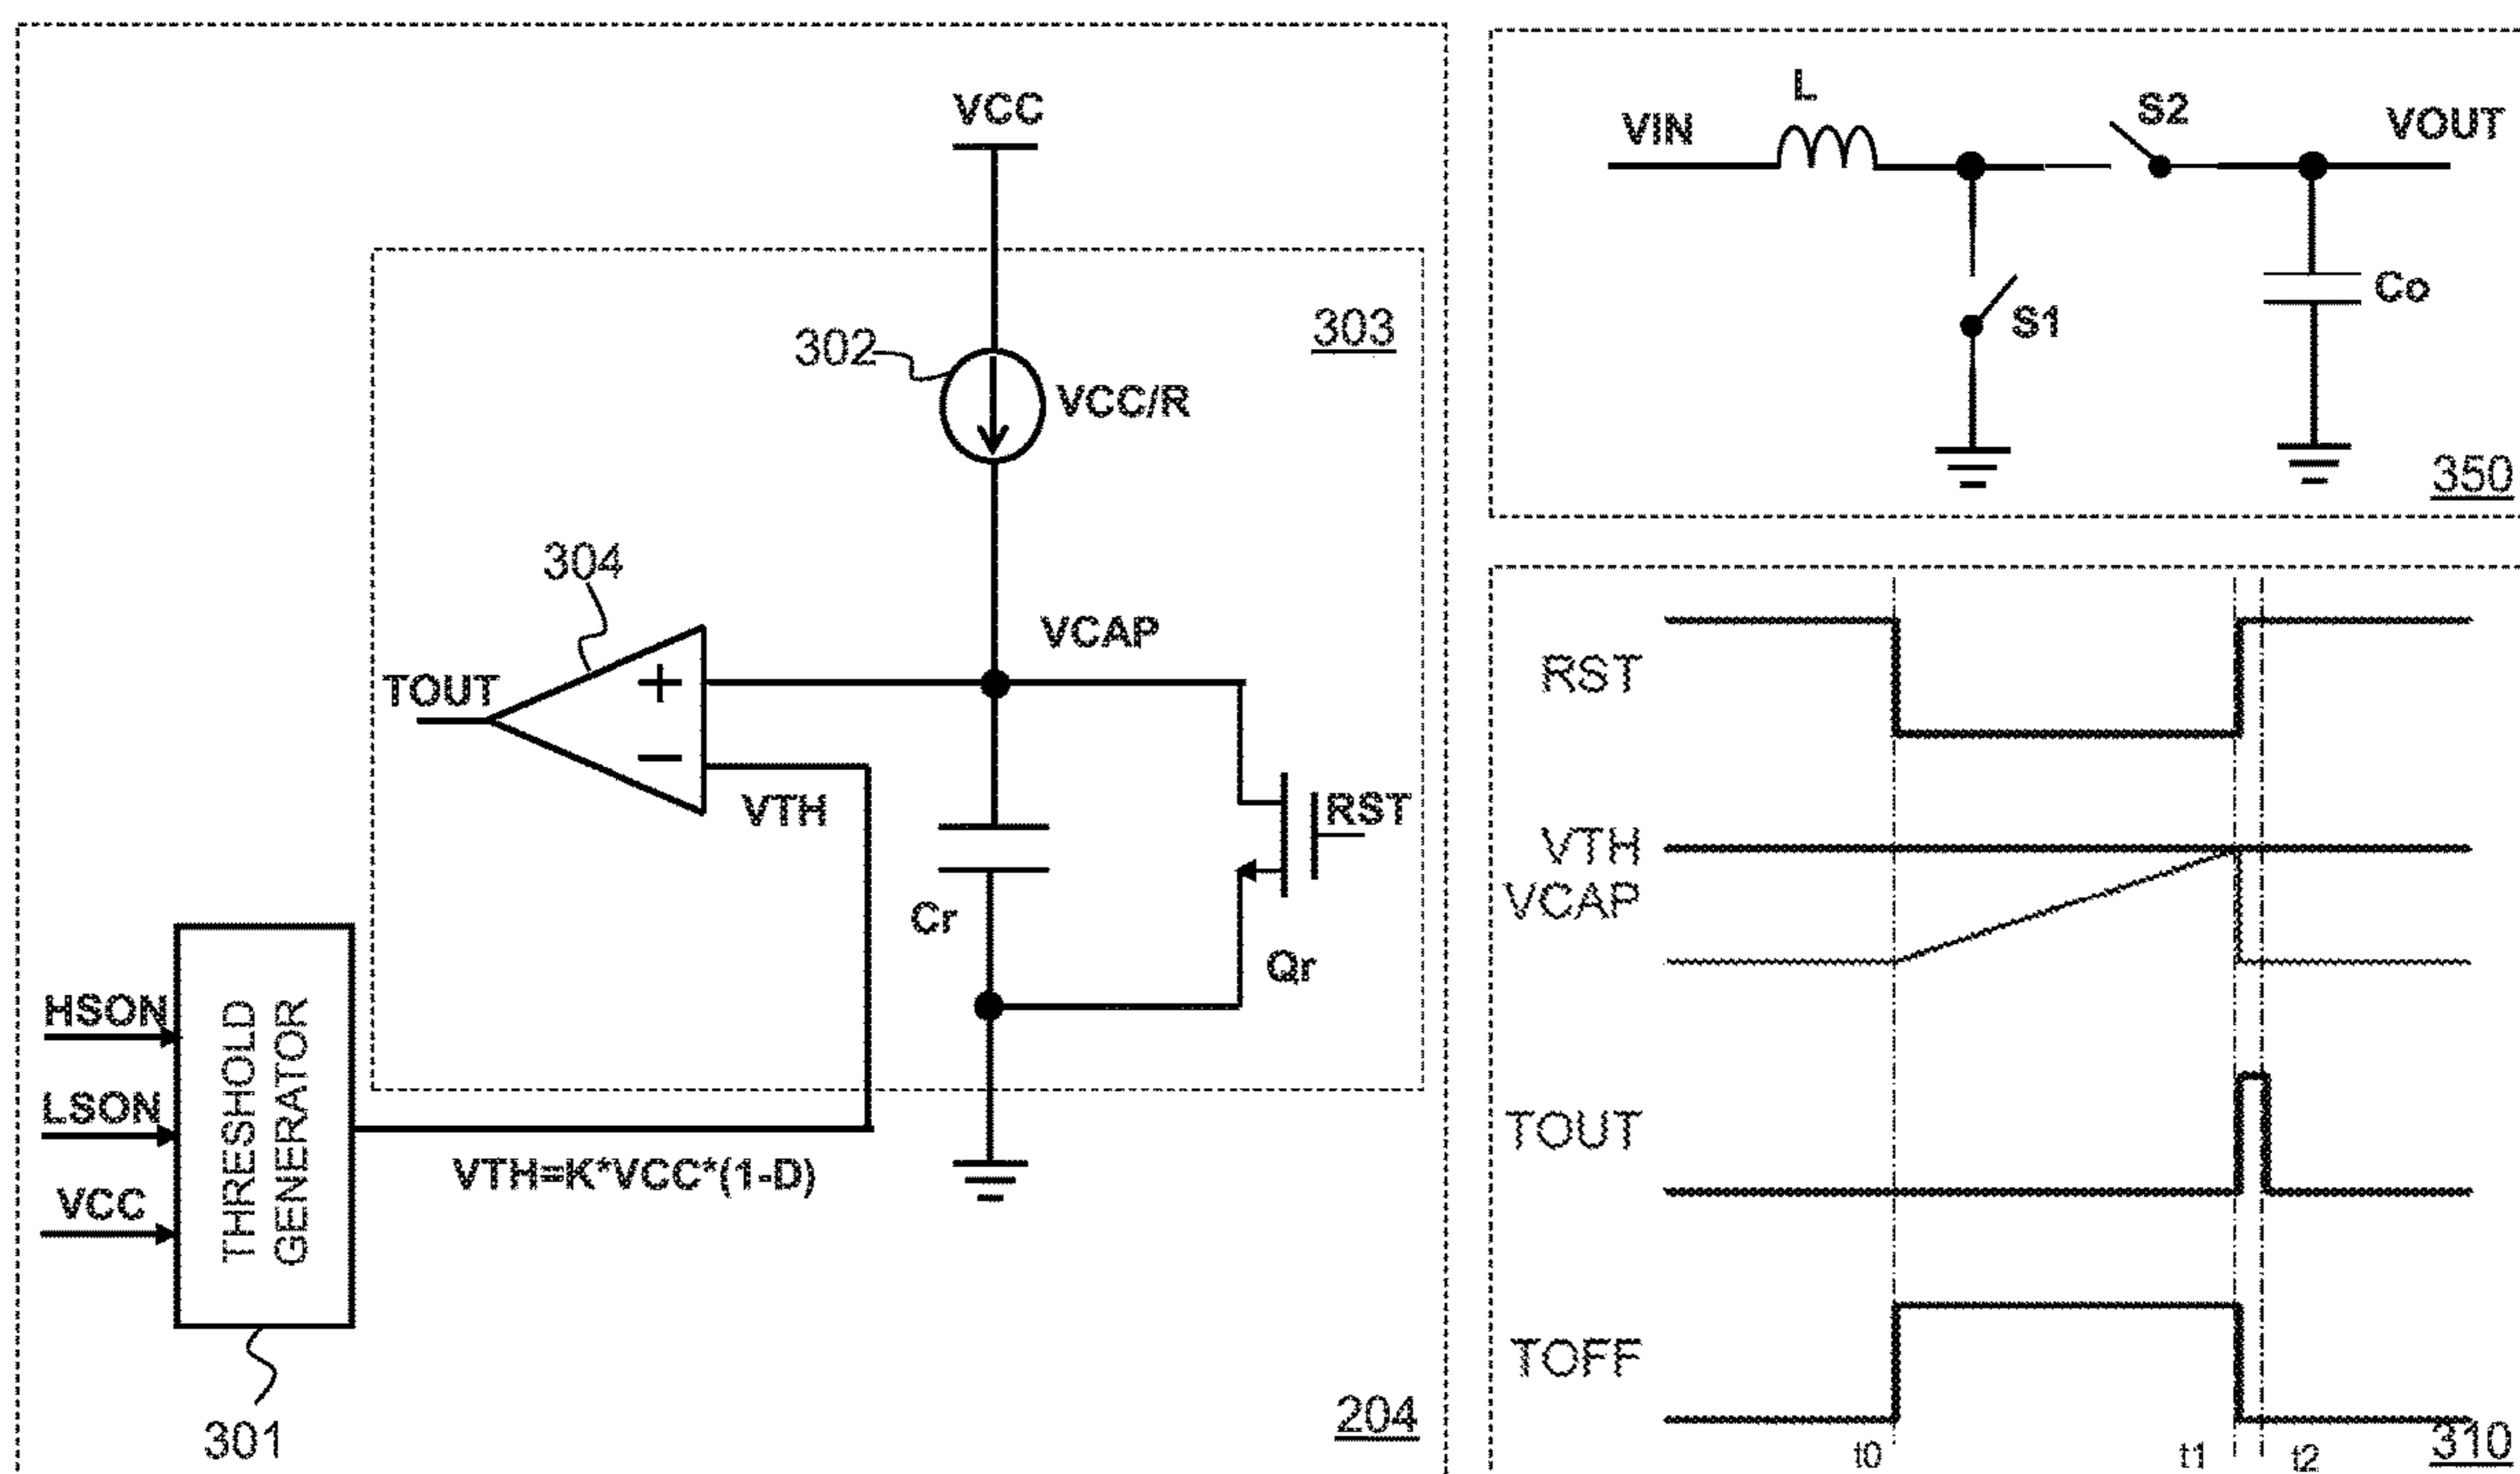 VCC
302
VCC/R
303
304
VCAP
TOUT
+
−
VTH
RST
Cr
Qr
HSON
LSON
VCC
THRESHOLD
GENERATOR
VTH=K*VCC*(1-D)
301
204
VIN
L
S2
VOUT
S1
Co
350
RST
VTH
VCAP
TOUT
TOFF
t0
t1
t2
310